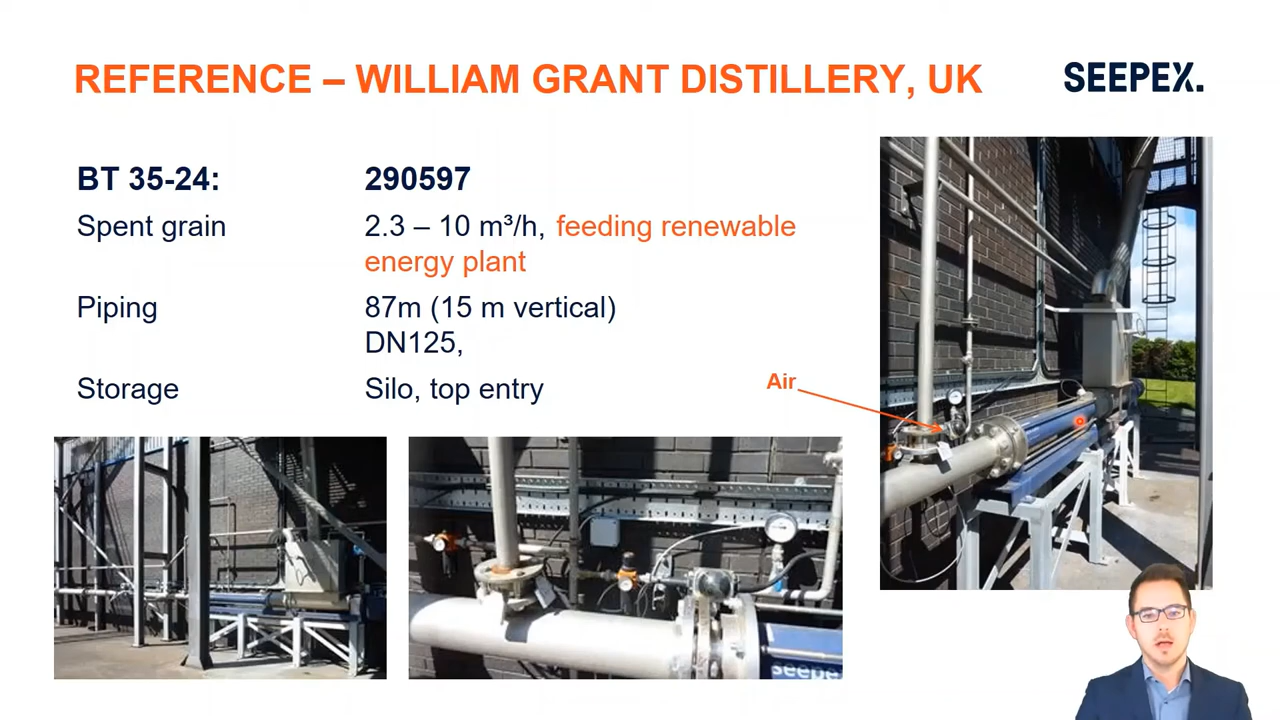 REFERENCE – WILLIAM GRANT DISTILLERY, UK
SEEPEX.
BT 35-24: 290597
Spent grain 2.3 – 10 m³/h, feeding renewable
energy plant
Piping 87m (15 m vertical)
DN125,
Storage Silo, top entry
Air
seepe